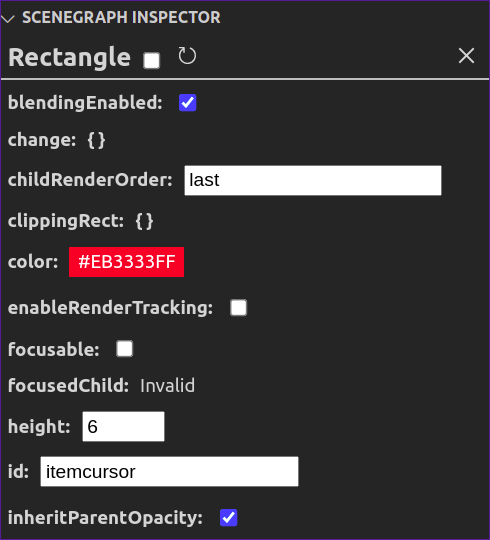 SCENEGRAPH INSPECTOR
Rectangle
blendingEnabled:
change: {}
childRenderOrder: last
clippingRect: {}
color: #EB3333FF
enableRenderTracking:
focusable:
focusedChild: Invalid
height: 6
id: itemcursor
inheritParentOpacity: